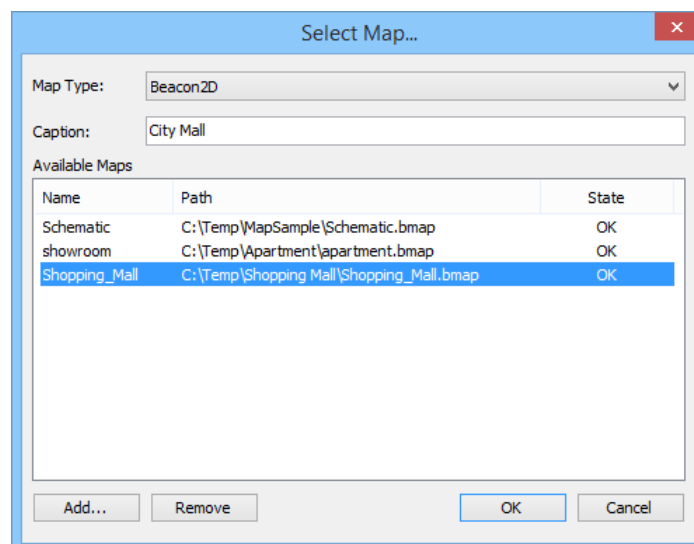 Select Map...
Map Type: Beacon2D
Caption: City Mall
Available Maps
Name Path State
Schematic C:\Temp\MapSample\Schematic.bmap OK
showroom C:\Temp\Apartment\apartment.bmap OK
Shopping_Mall C:\Temp\Shopping Mall\Shopping_Mall.bmap OK
Add... Remove OK Cancel